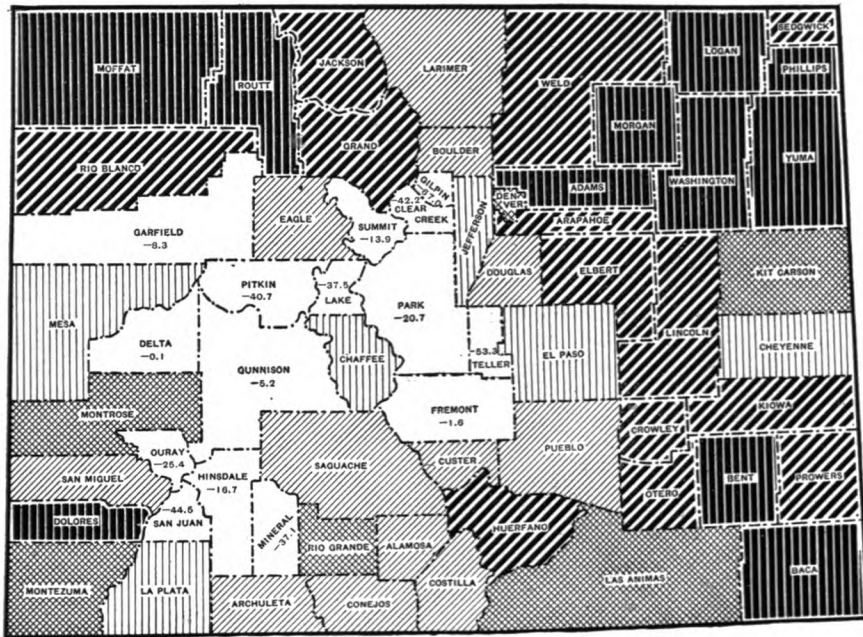 SEDGWICK
LOGAN
MOFFAT
JACKSON
LARIMER
PHILLIPS
ROUTT
WELD
MORGAN
YUMA
GRAND
BOULDER
RIO BLANCO
WASHINGTON
GILPIN
-67.0
ADAMS
-42.2
CLEAR
CREEK
DEN-
VER
EAGLE
SUMMIT
-13.9
ARAPAHOE
GARFIELD
-8.3
JEFFERSON
DOUGLAS
ELBERT
KIT CARSON
PITKIN
-40.7
-37.5
LAKE
PARK
-20.7
LINCOLN
MESA
DELTA
-0.1
-53.3
TELLER
EL PASO
CHEYENNE
CHAFFEE
GUNNISON
-5.2
KIOWA
MONTROSE
FREMONT
-1.6
CROWLEY
PUEBLO
OURAY
-25.4
SAGUACHE
CUSTER
SAN MIGUEL
HINSDALE
-16.7
BENT
PROWERS
OTERO
-44.5
SAN JUAN
DOLORES
MINERAL
HUERFANO
RIO GRANDE
ALAMOSA
BACA
MONTEZUMA
LA PLATA
COSTILLA
LAS ANIMAS
ARCHULETA
CONEJOS